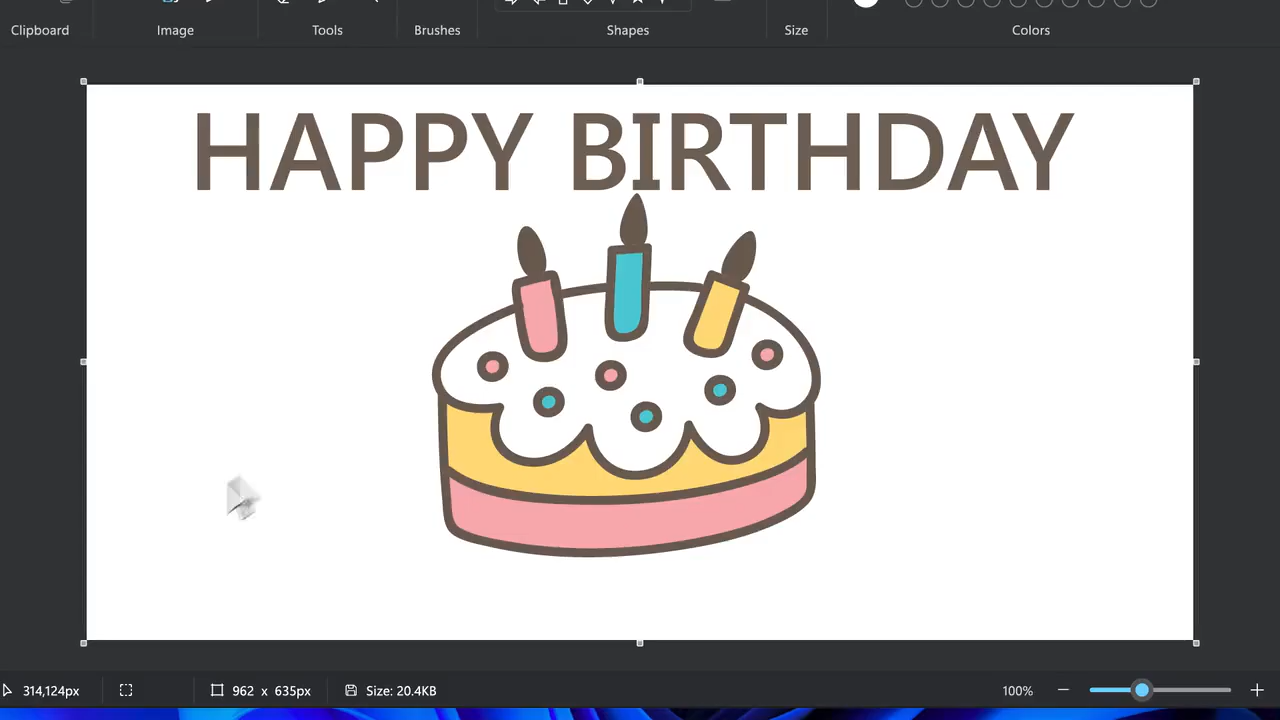 Clipboard Image Tools Brushes Shapes Size Colors
HAPPY BIRTHDAY
314,124px 962 x 635px Size: 20.4KB 100%